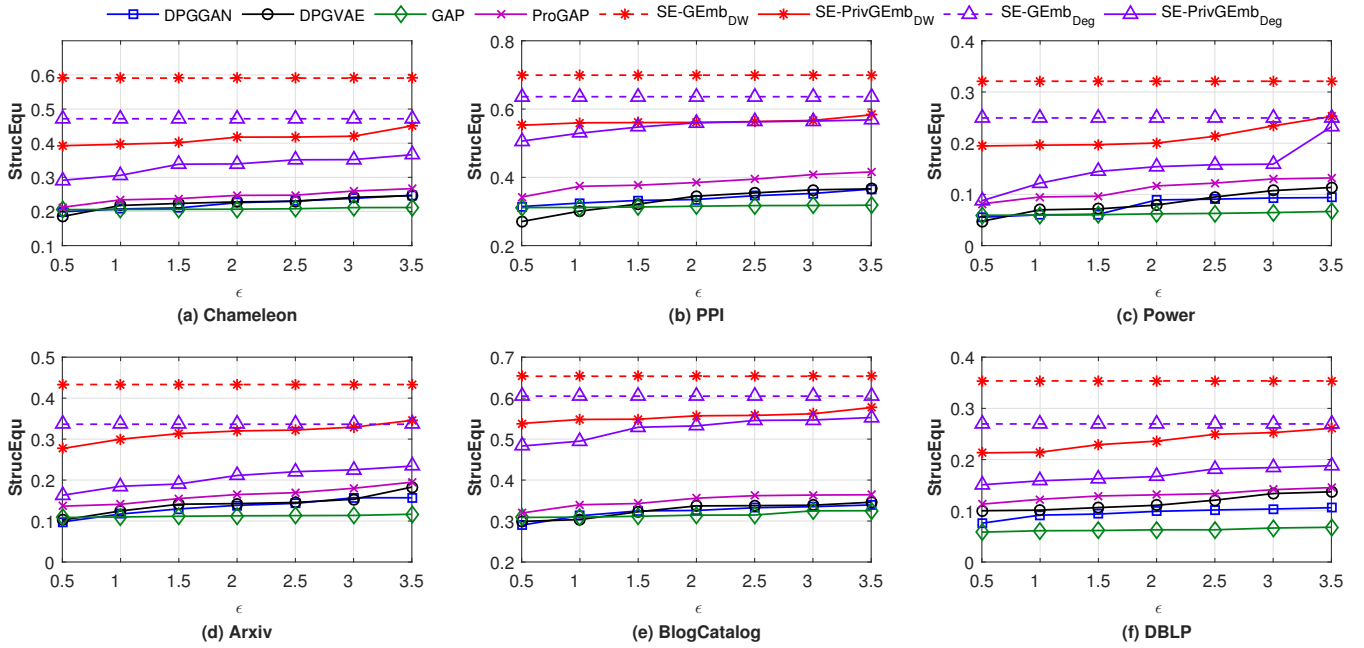 DPGGAN DPGVAE GAP ProGAP SE-GEmb_DW SE-PrivGEmb_DW SE-GEmb_Deg SE-PrivGEmb_Deg
StrucEqu
0.6
0.5
0.4
0.3
0.2
0.1
0.5 1 1.5 2 2.5 3 3.5
ϵ
(a) Chameleon
StrucEqu
0.8
0.6
0.4
0.2
0.5 1 1.5 2 2.5 3 3.5
ϵ
(b) PPI
StrucEqu
0.4
0.3
0.2
0.1
0
0.5 1 1.5 2 2.5 3 3.5
ϵ
(c) Power
StrucEqu
0.5
0.4
0.3
0.2
0.1
0
0.5 1 1.5 2 2.5 3 3.5
ϵ
(d) Arxiv
StrucEqu
0.7
0.6
0.5
0.4
0.3
0.2
0.5 1 1.5 2 2.5 3 3.5
ϵ
(e) BlogCatalog
StrucEqu
0.4
0.3
0.2
0.1
0
0.5 1 1.5 2 2.5 3 3.5
ϵ
(f) DBLP